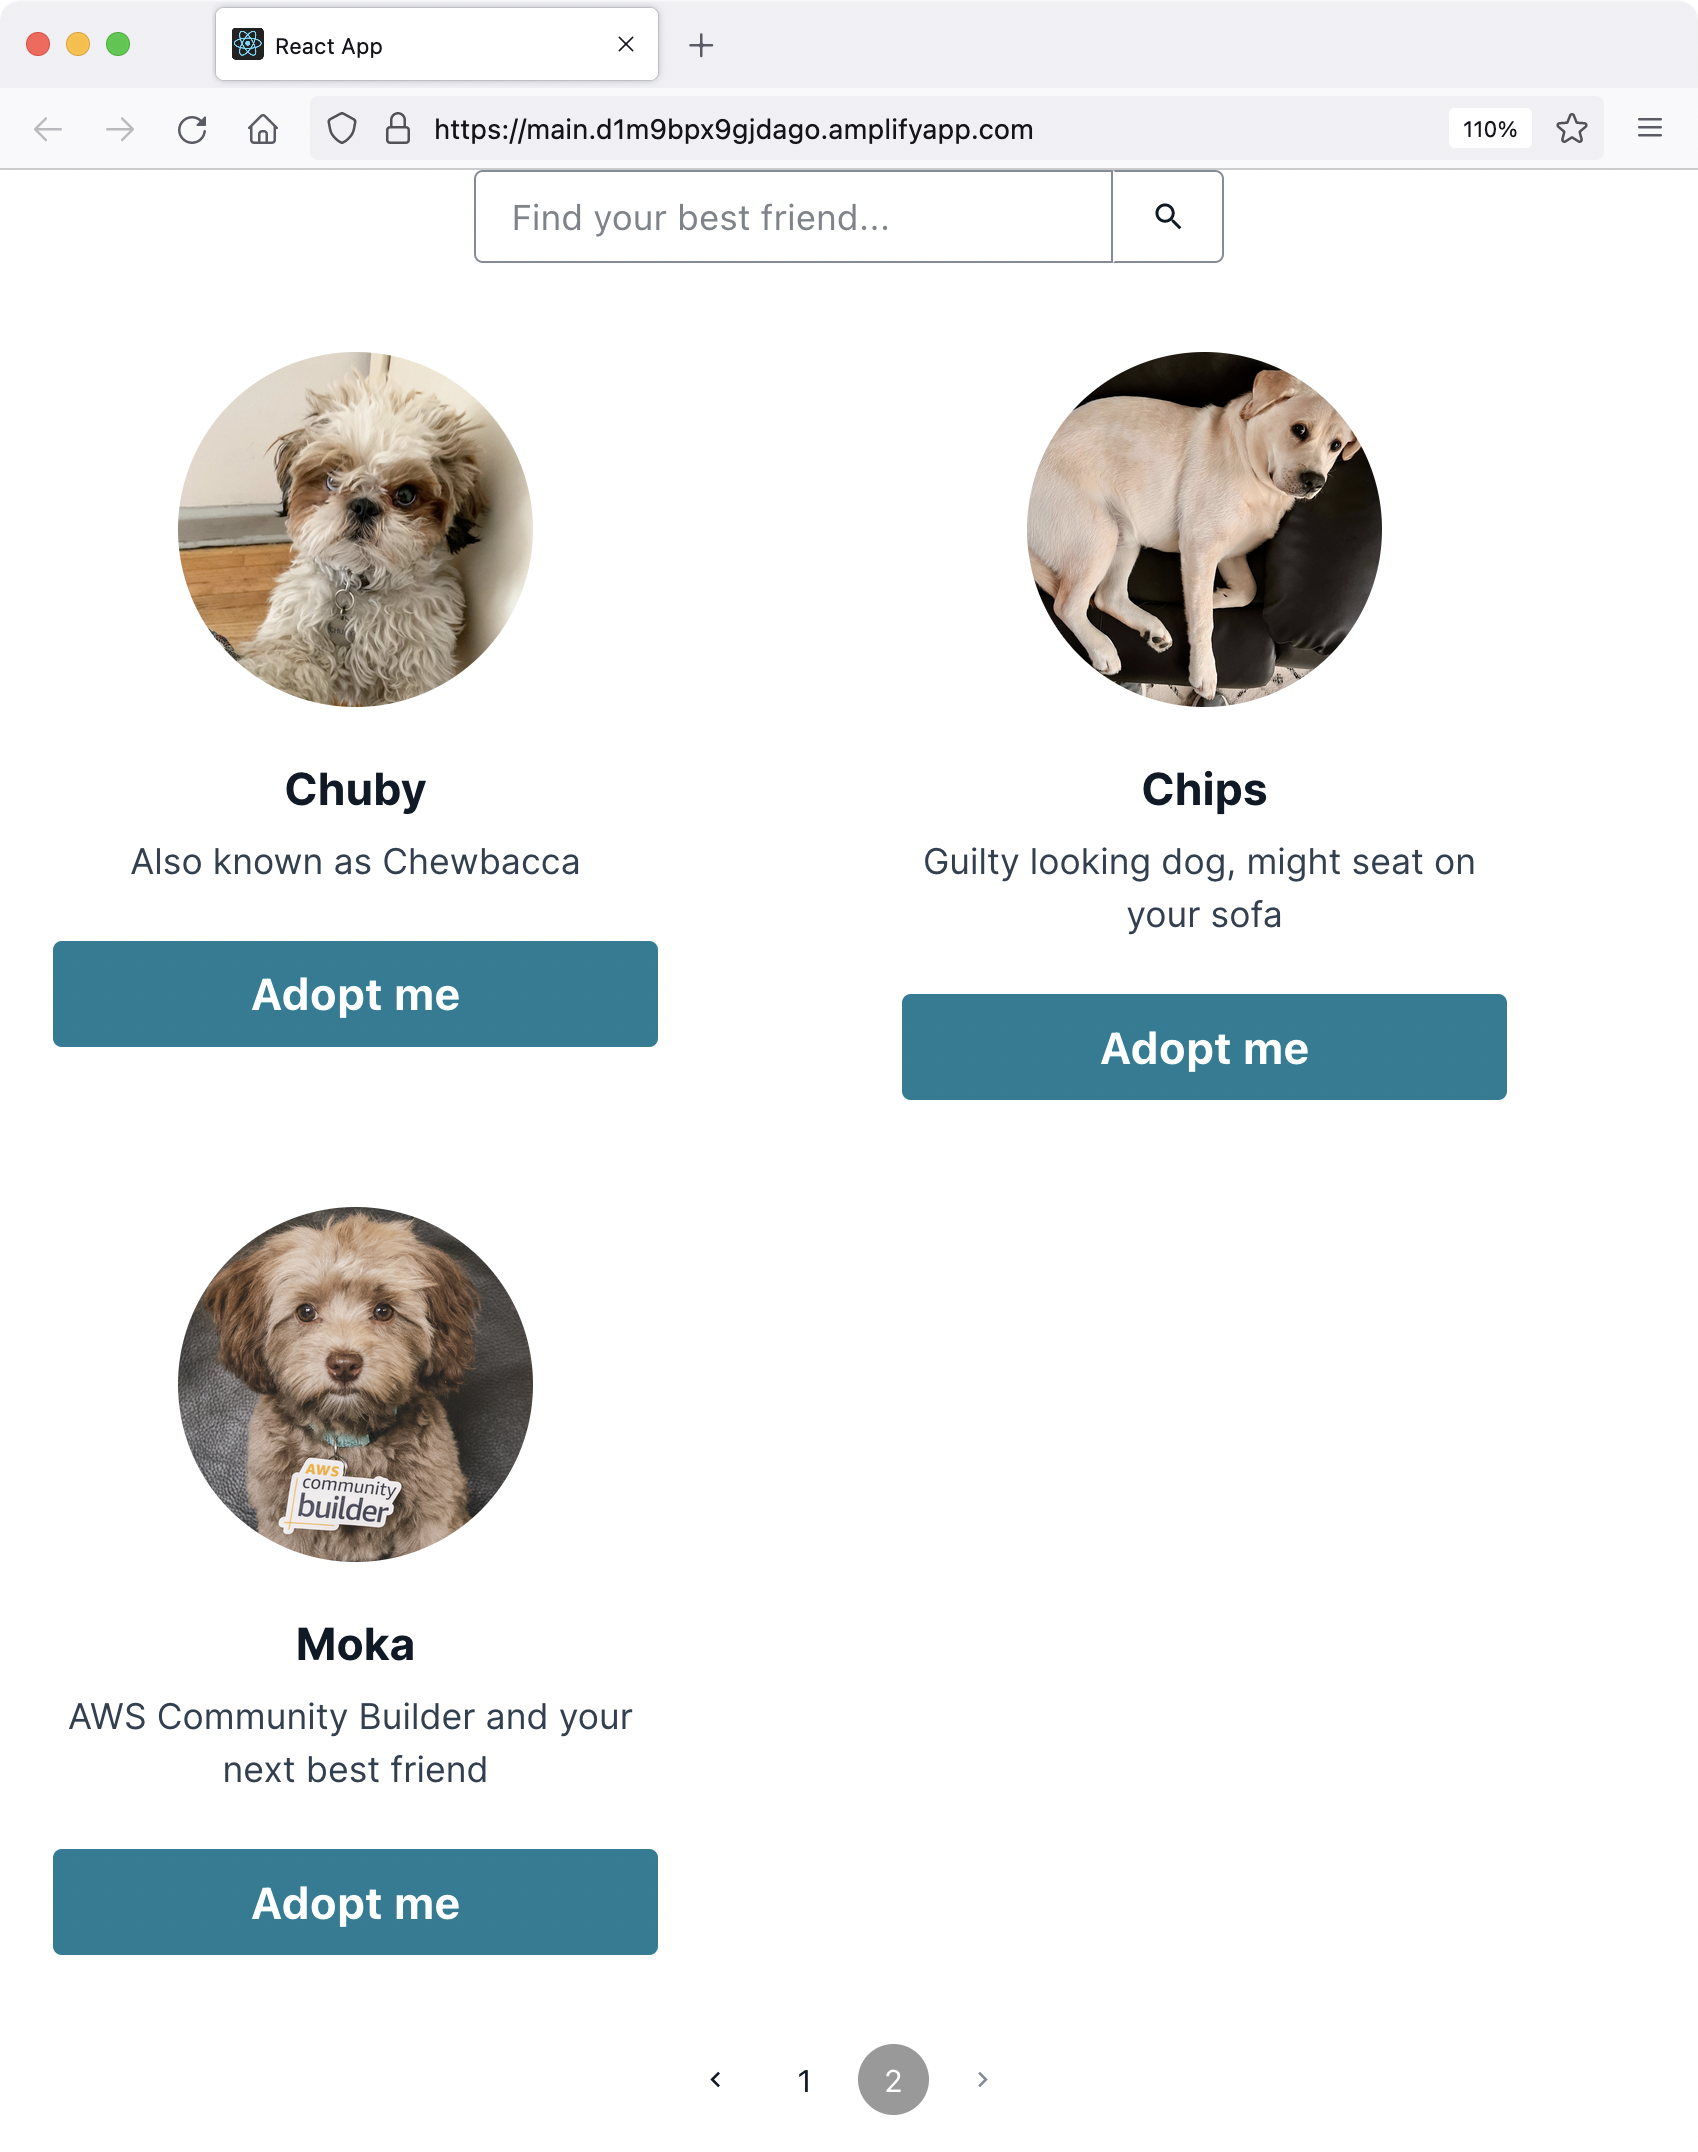 React App
https://main.d1m9bpx9gjdago.amplifyapp.com
110%
Find your best friend...
Chuby
Also known as Chewbacca
Adopt me
Chips
Guilty looking dog, might seat on
your sofa
Adopt me
AWS
community
builder
Moka
AWS Community Builder and your
next best friend
Adopt me
1
2